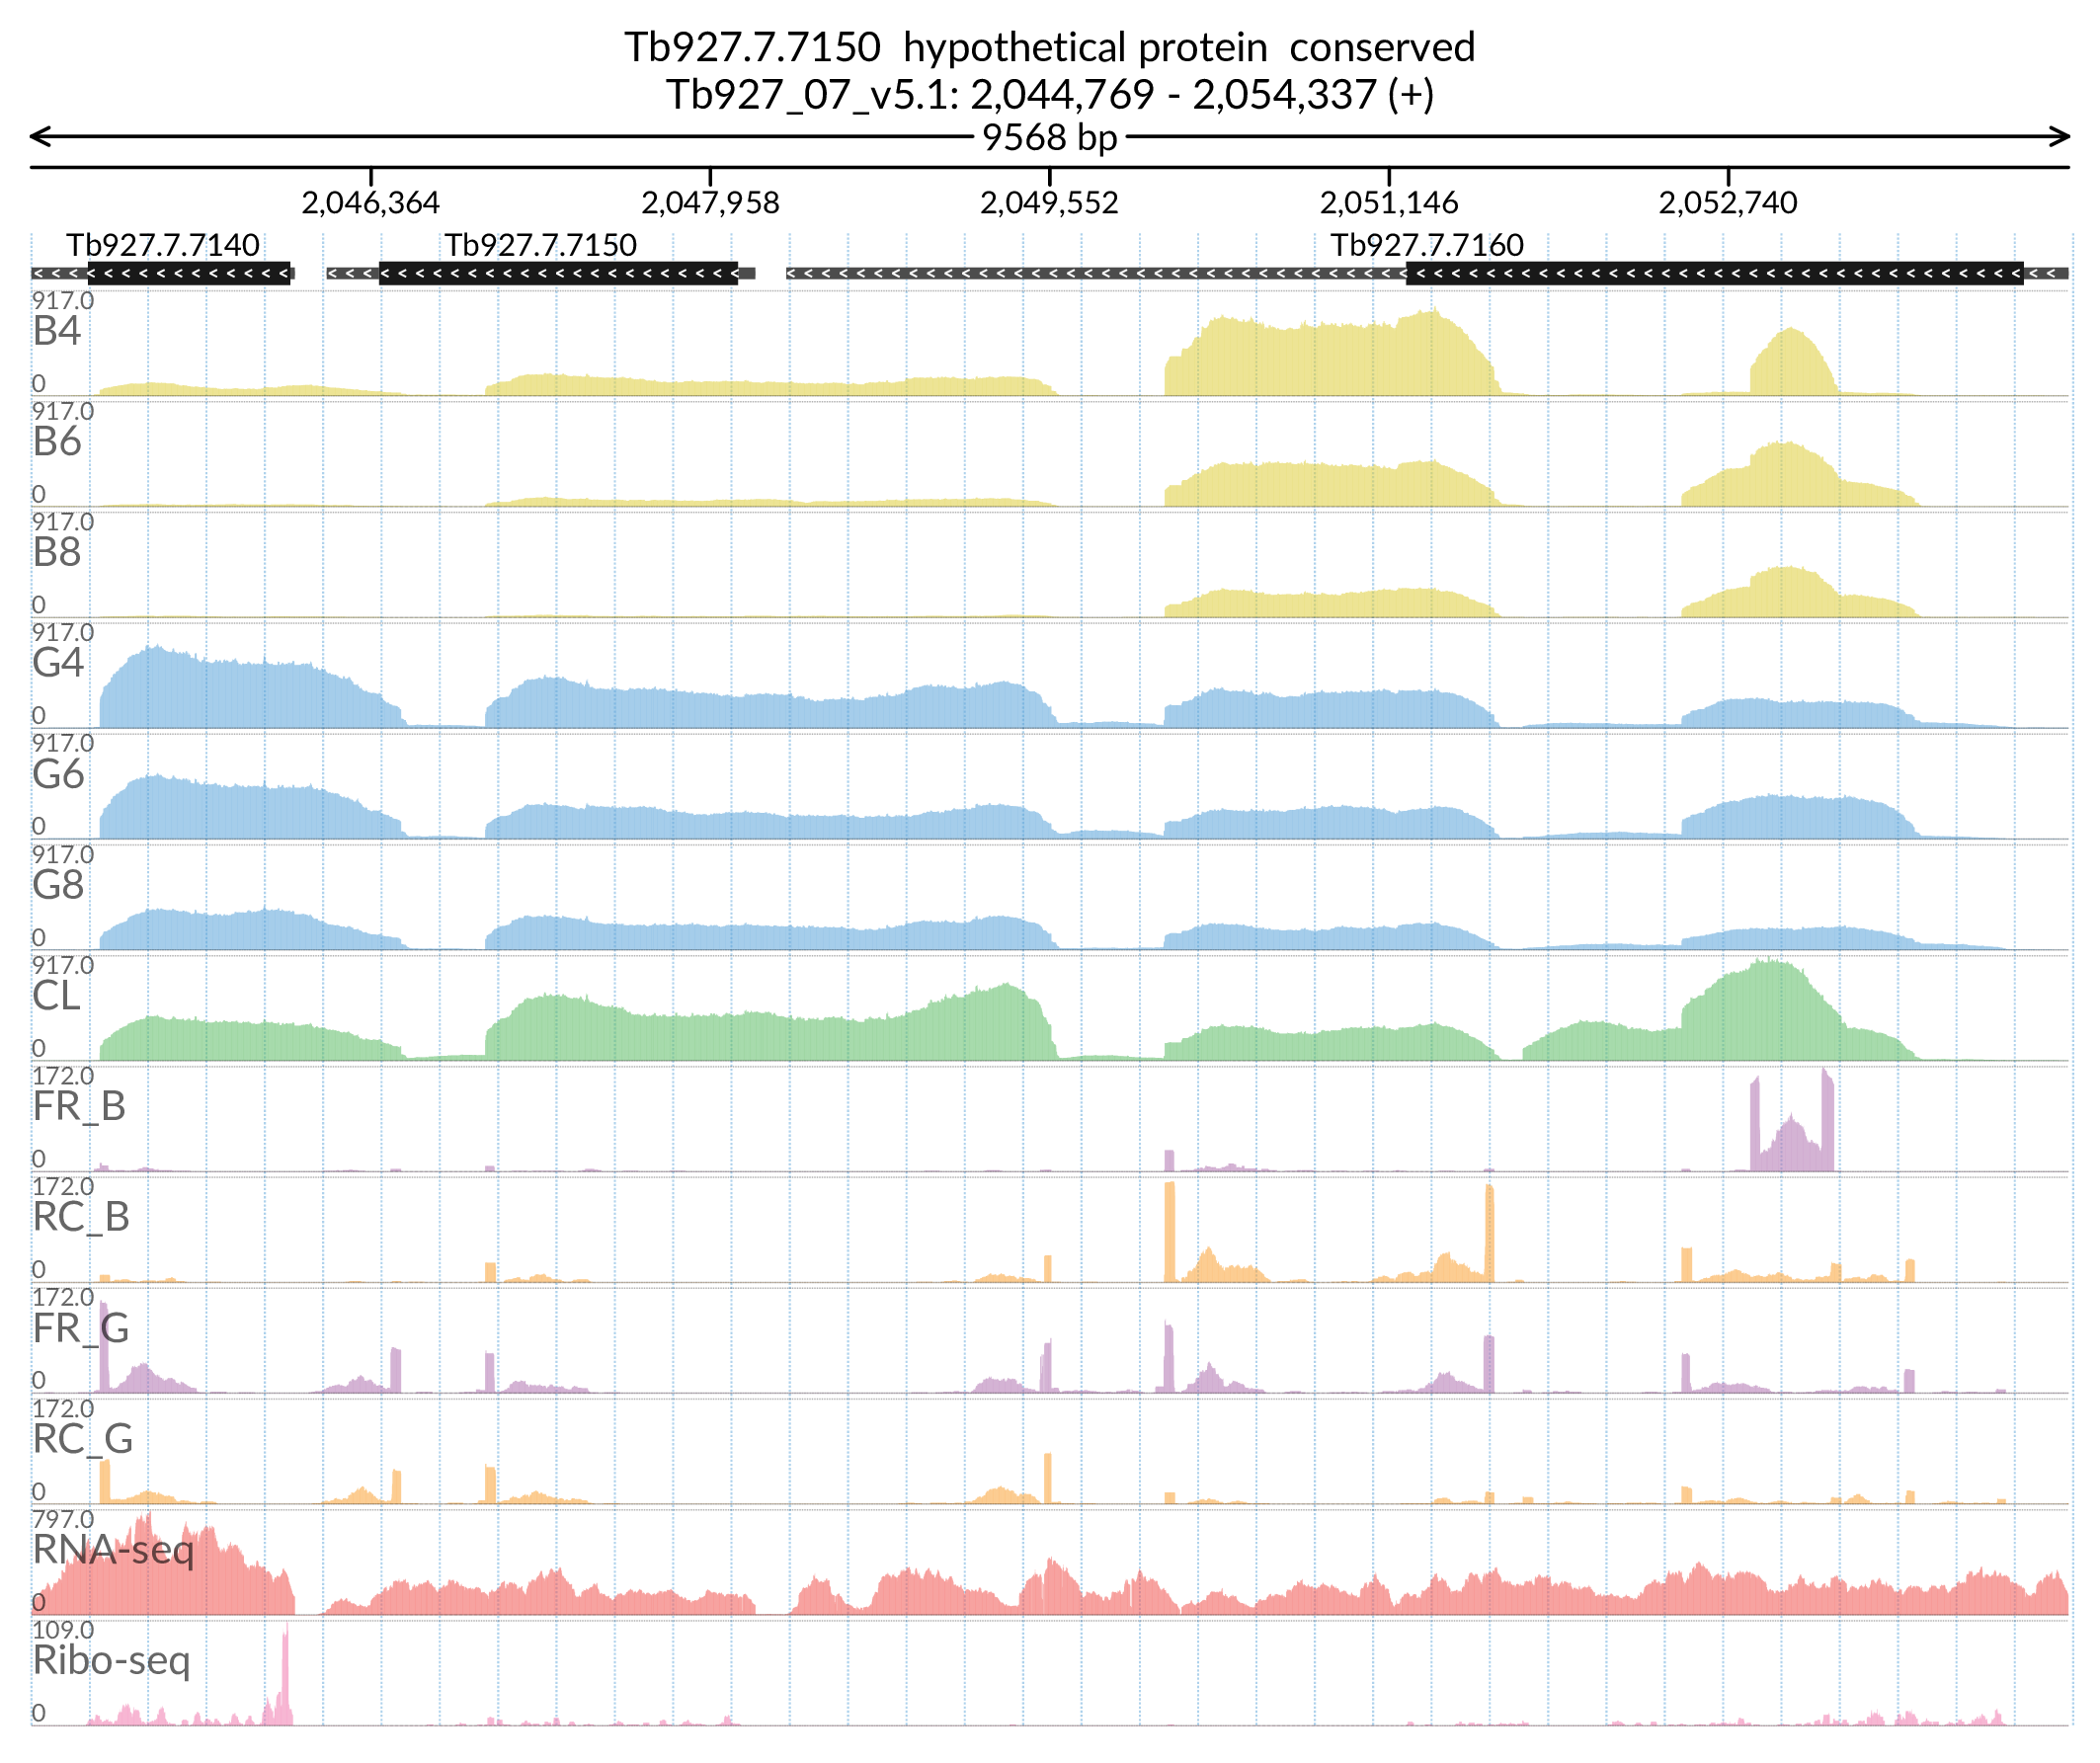 Tb927.7.7150  hypothetical protein  conserved
Tb927_07_v5.1: 2,044,769 - 2,054,337 (+)
9568 bp
2,046,364 2,047,958 2,049,552 2,051,146 2,052,740
Tb927.7.7140 Tb927.7.7150 Tb927.7.7160
917.0
B4
0
917.0
B6
0
917.0
B8
0
917.0
G4
0
917.0
G6
0
917.0
G8
0
917.0
CL
0
172.0
FR_B
0
172.0
RC_B
0
172.0
FR_G
0
172.0
RC_G
0
797.0
RNA-seq
0
109.0
Ribo-seq
0